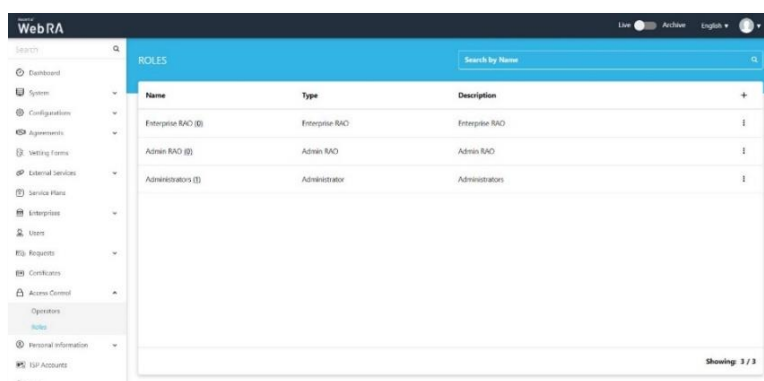 WebRA
Live Archive English
Search
ROLES
Search by Name
Dashboard
System
Name Type Description +
Configurations
Enterprise RAO (0) Enterprise RAO Enterprise RAO
Agreements
Vetting Forms
Admin RAO (0) Admin RAO Admin RAO
External Services
Administrators (1) Administrator Administrators
Service Plans
Enterprises
Users
Requests
Certificates
Access Control
Operators
Roles
Personal Information
TSP Accounts
Showing: 3 / 3